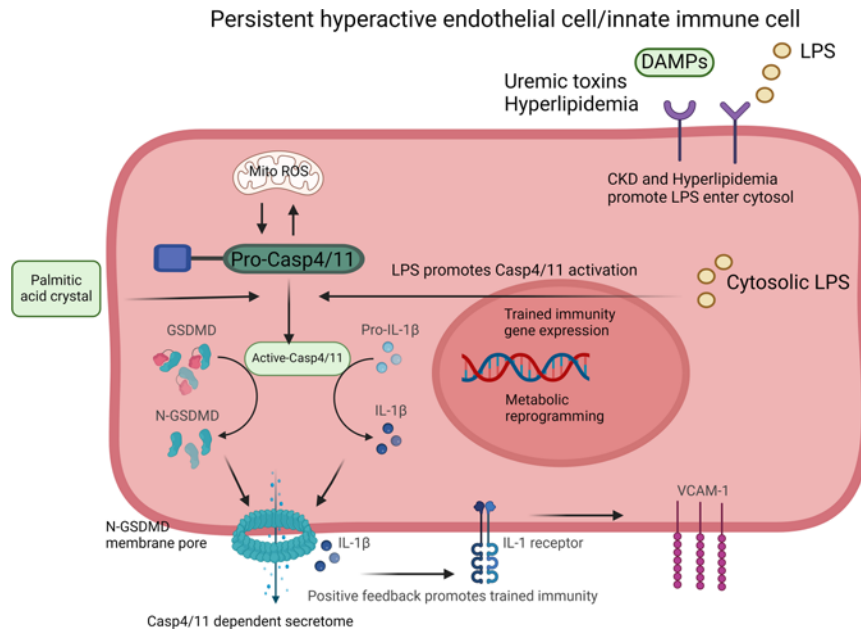 Persistent hyperactive endothelial cell/innate immune cell
DAMPs
LPS
Uremic toxins
Hyperlipidemia
CKD and Hyperlipidemia
promote LPS enter cytosol
Mito ROS
Pro-Casp4/11
Palmitic
acid crystal
LPS promotes Casp4/11 activation
Cytosolic LPS
GSDMD
Pro-IL-1β
Trained immunity
gene expression
Active-Casp4/11
Metabolic
reprogramming
N-GSDMD
IL-1β
VCAM-1
N-GSDMD
membrane pore
IL-1β
IL-1 receptor
Positive feedback promotes trained immunity
Casp4/11 dependent secretome